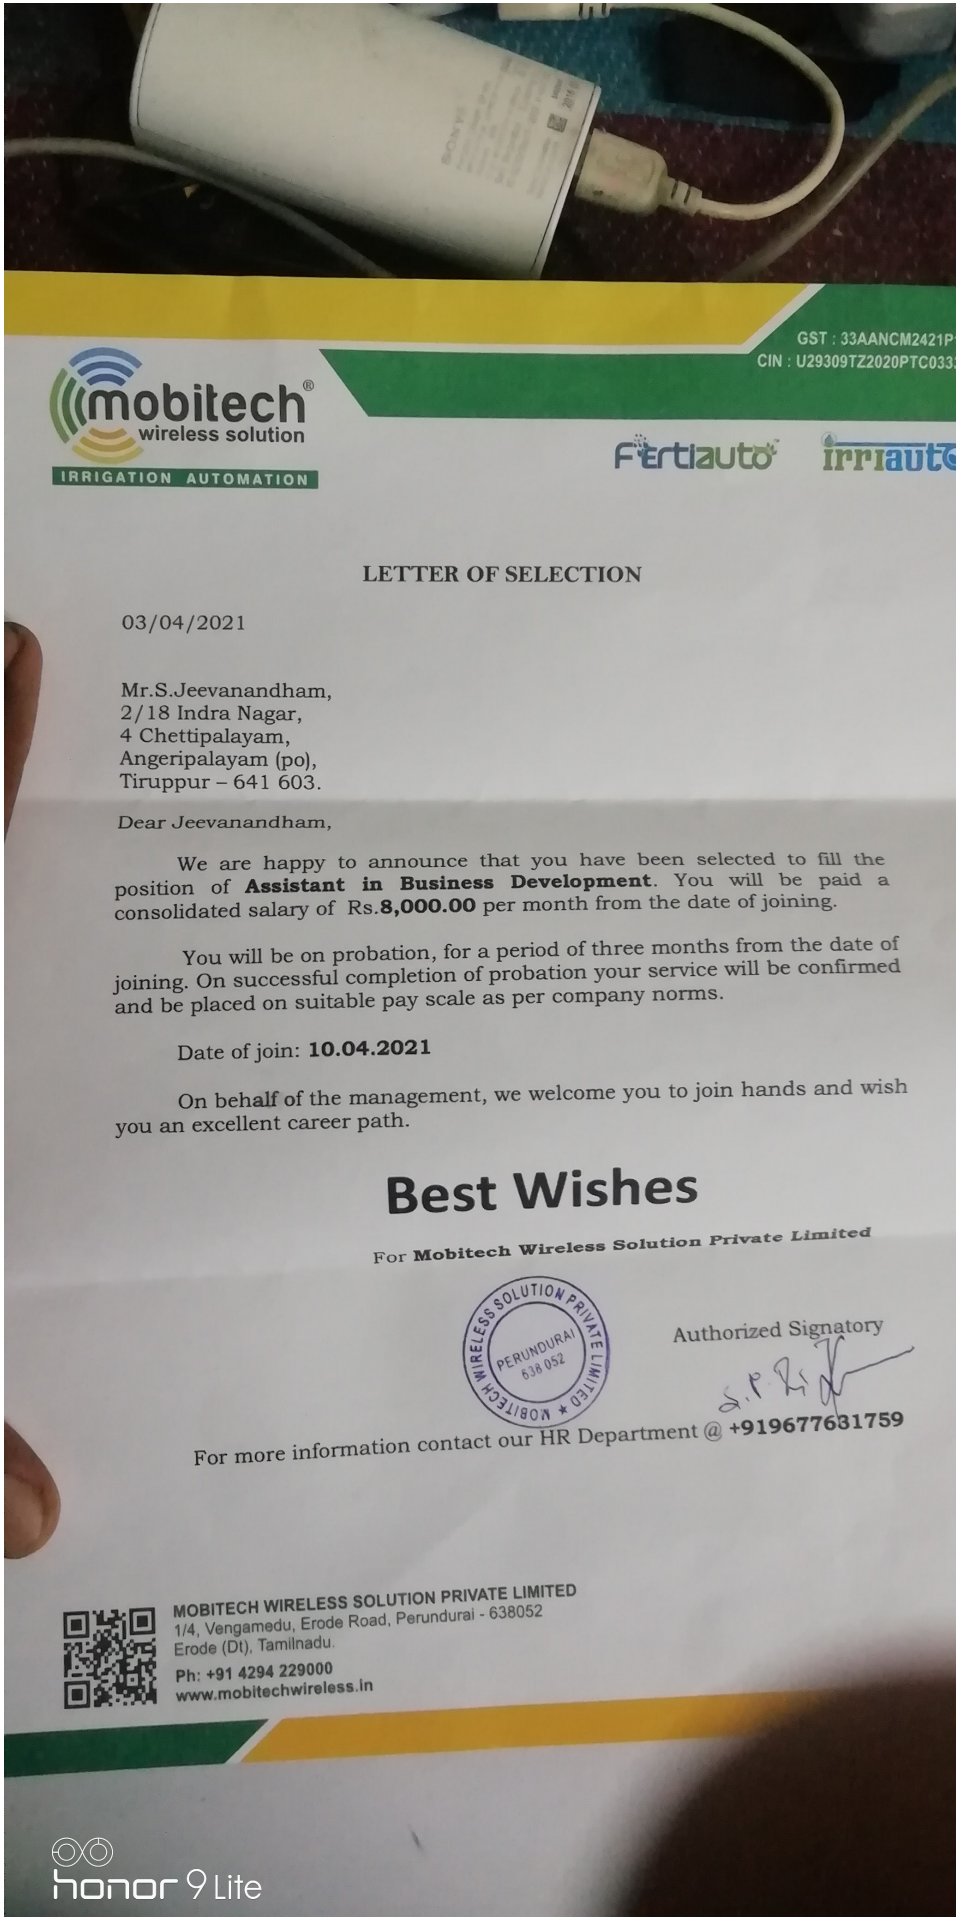 SONY
2016
GST : 33AANCM2421P
CIN : U29309TZ2020PTC033
mobitech®
wireless solution
IRRIGATION AUTOMATION
Fertiauto irriauto
LETTER OF SELECTION
03/04/2021
Mr.S.Jeevanandham,
2/18 Indra Nagar,
4 Chettipalayam,
Angeripalayam (po),
Tiruppur – 641 603.
Dear Jeevanandham,
We are happy to announce that you have been selected to fill the
position of Assistant in Business Development. You will be paid a
consolidated salary of Rs.8,000.00 per month from the date of joining.
You will be on probation, for a period of three months from the date of
joining. On successful completion of probation your service will be confirmed
and be placed on suitable pay scale as per company norms.
Date of join: 10.04.2021
On behalf of the management, we welcome you to join hands and wish
you an excellent career path.
Best Wishes
For Mobitech Wireless Solution Private Limited
MOBITECH WIRELESS SOLUTION PRIVATE LIMITED ★
PERUNDURAI
638 052
Authorized Signatory
For more information contact our HR Department @ +919677631759
MOBITECH WIRELESS SOLUTION PRIVATE LIMITED
1/4, Vengamedu, Erode Road, Perundurai - 638052
Erode (Dt), Tamilnadu.
Ph: +91 4294 229000
www.mobitechwireless.in
honor 9 Lite